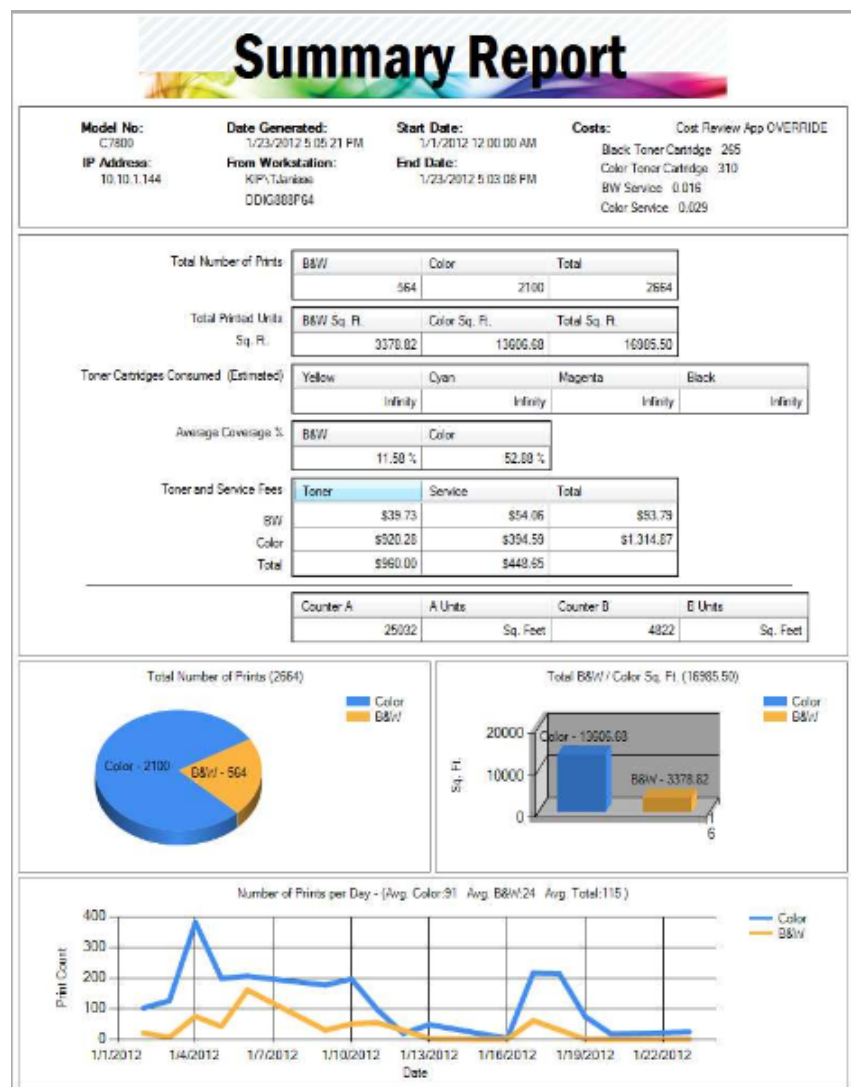 Summary Report
Model No: Date Generated: Start Date: Costs: Cost Review App OVERRIDE
C7800 1/23/2012 5:05:21 PM 1/1/2012 12:00:00 AM Black Toner Cartridge 265
IP Address: From Workstation: End Date: Color Toner Cartridge 310
10.10.1.144 KIP\TJanisse 1/23/2012 5:03:08 PM BW Service 0.016
DDIG888P64 Color Service 0.029
Total Number of Prints B&W Color Total
564 2100 2664
Total Printed Units B&W Sq. Ft. Color Sq. Ft. Total Sq. Ft.
Sq. Ft. 3378.82 13606.68 16985.50
Toner Cartridges Consumed (Estimated) Yellow Cyan Magenta Black
Infinity Infinity Infinity Infinity
Average Coverage % B&W Color
11.58 % 52.88 %
Toner and Service Fees Toner Service Total
BW $39.73 $54.06 $93.79
Color $920.28 $394.59 $1,314.87
Total $960.00 $448.65
Counter A A Units Counter B B Units
25032 Sq. Feet 4822 Sq. Feet
Total Number of Prints (2664)
Color
B&W
Color - 2100
B&W - 564
Total B&W / Color Sq. Ft. (16985.50)
Color
B&W
Sq. Ft.
20000
10000
0
Color - 13606.68
B&W - 3378.82
6
Number of Prints per Day - (Avg. Color:91 Avg. B&W:24 Avg. Total:115 )
Color
B&W
Print Count
400
300
200
100
0
1/1/2012 1/4/2012 1/7/2012 1/10/2012 1/13/2012 1/16/2012 1/19/2012 1/22/2012
Date